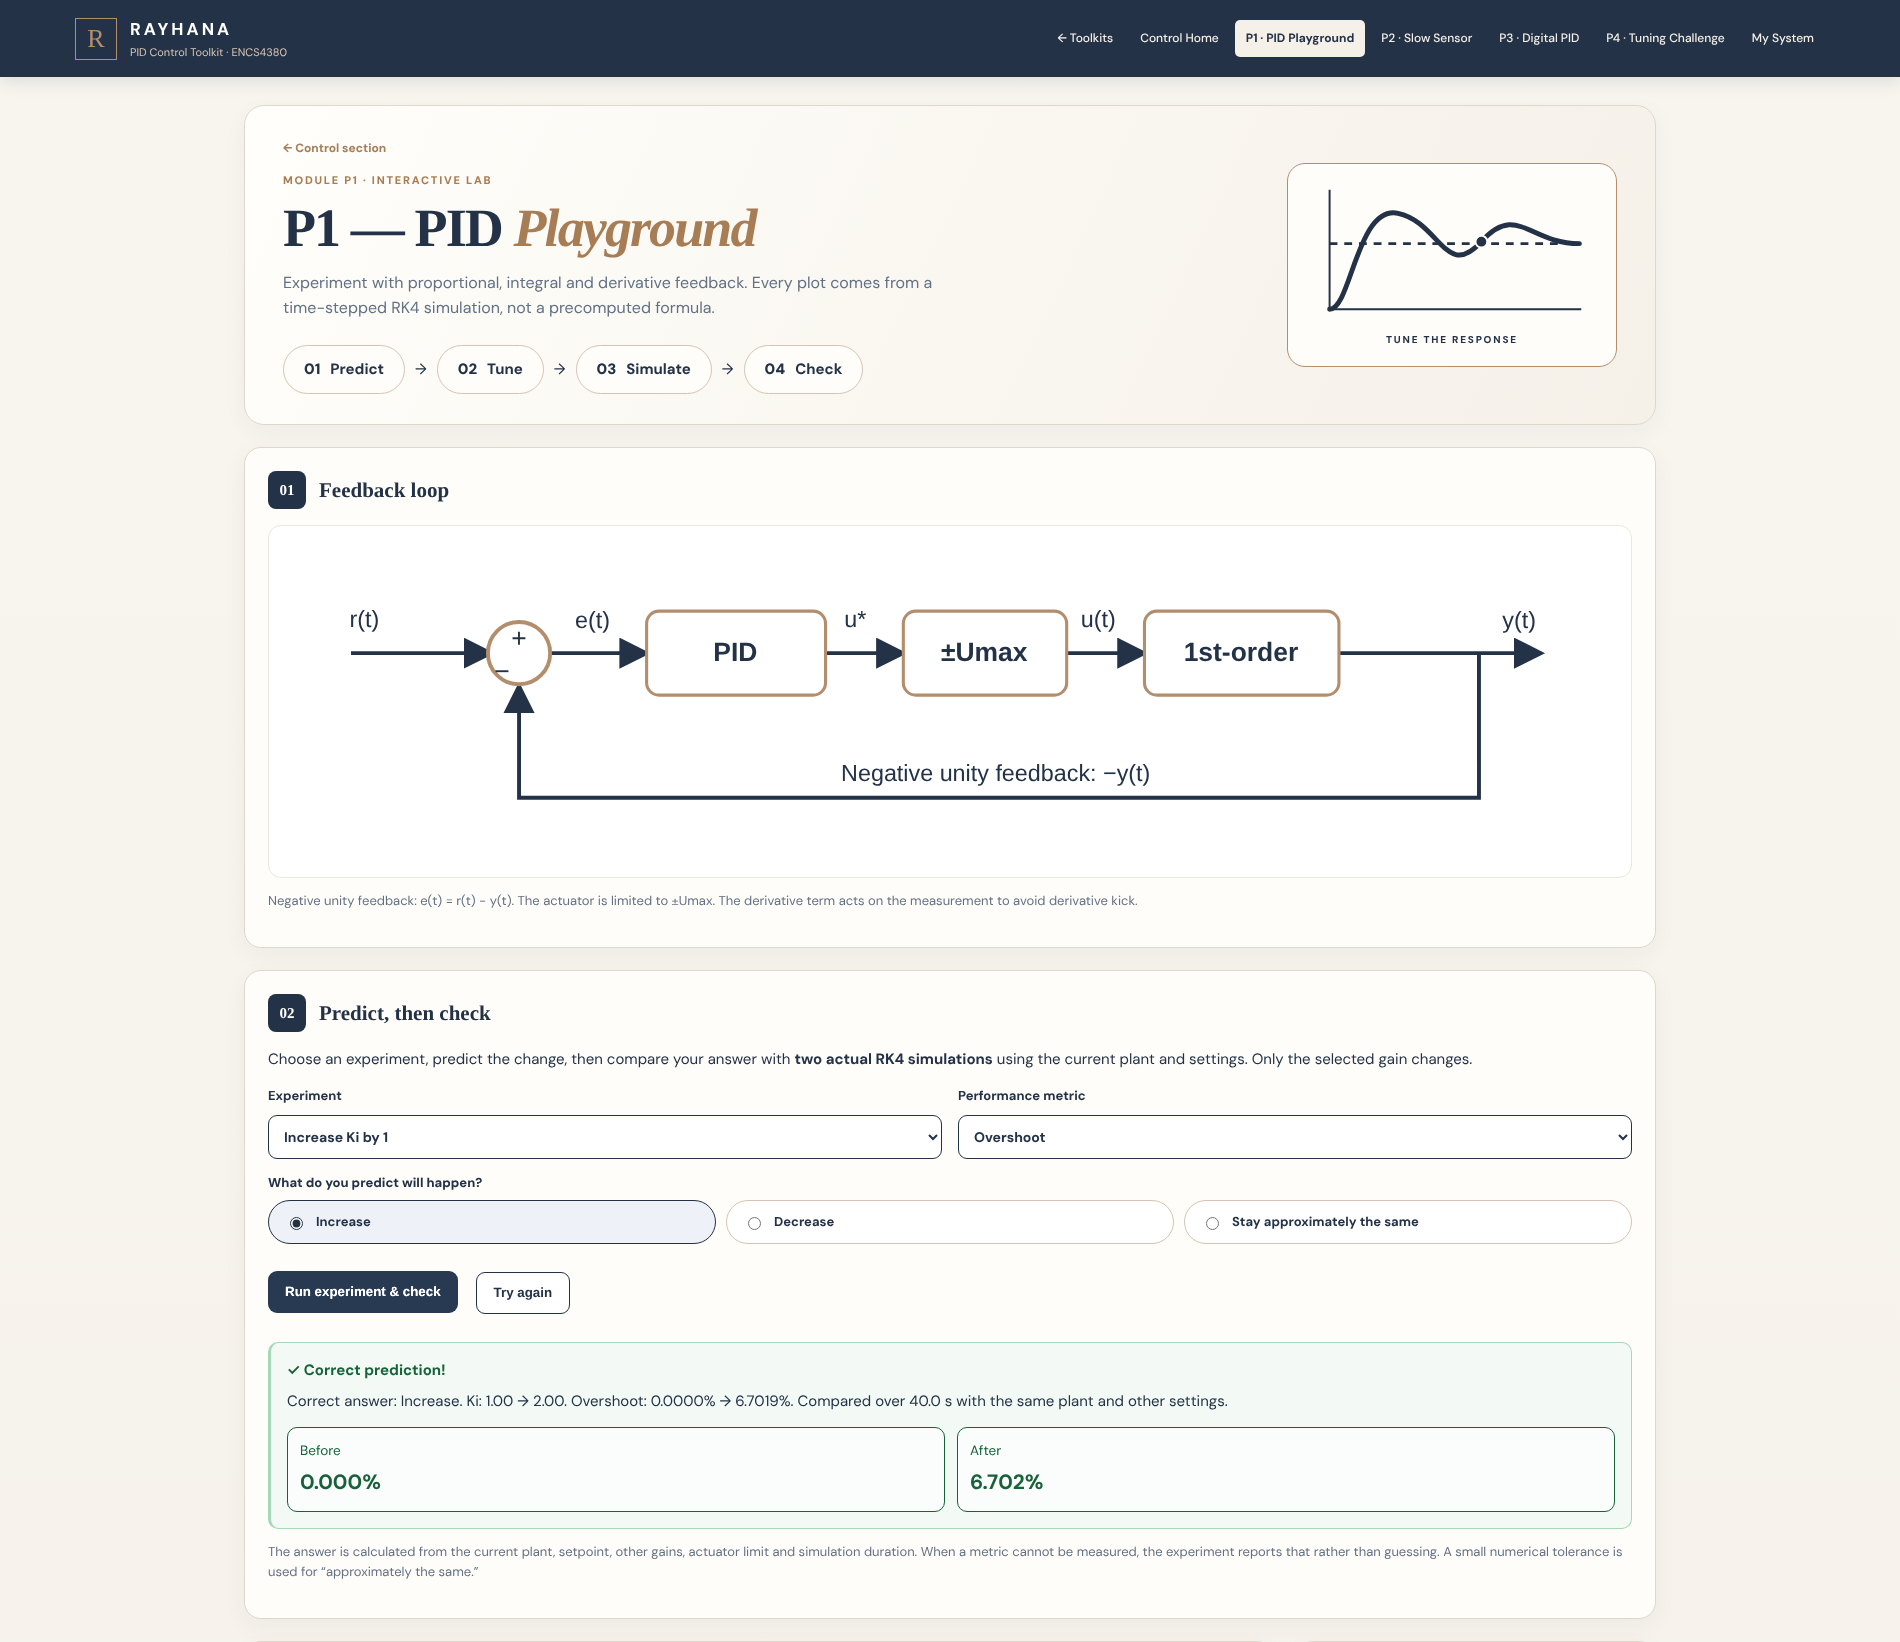 R
RAYHANA
PID Control Toolkit · ENCS4380
← Toolkits
Control Home
P1 · PID Playground
P2 · Slow Sensor
P3 · Digital PID
P4 · Tuning Challenge
My System
← Control section
MODULE P1 · INTERACTIVE LAB
P1 — PID Playground
Experiment with proportional, integral and derivative feedback. Every plot comes from a
time-stepped RK4 simulation, not a precomputed formula.
01 Predict → 02 Tune → 03 Simulate → 04 Check
TUNE THE RESPONSE
01 Feedback loop
r(t)
+
−
e(t)
PID
u*
±Umax
u(t)
1st-order
y(t)
Negative unity feedback: −y(t)
Negative unity feedback: e(t) = r(t) − y(t). The actuator is limited to ±Umax. The derivative term acts on the measurement to avoid derivative kick.
02 Predict, then check
Choose an experiment, predict the change, then compare your answer with two actual RK4 simulations using the current plant and settings. Only the selected gain changes.
Experiment
Increase Ki by 1
Performance metric
Overshoot
What do you predict will happen?
Increase
Decrease
Stay approximately the same
Run experiment & check
Try again
✓ Correct prediction!
Correct answer: Increase. Ki: 1.00 → 2.00. Overshoot: 0.0000% → 6.7019%. Compared over 40.0 s with the same plant and other settings.
Before
0.000%
After
6.702%
The answer is calculated from the current plant, setpoint, other gains, actuator limit and simulation duration. When a metric cannot be measured, the experiment reports that rather than guessing. A small numerical tolerance is
used for “approximately the same.”